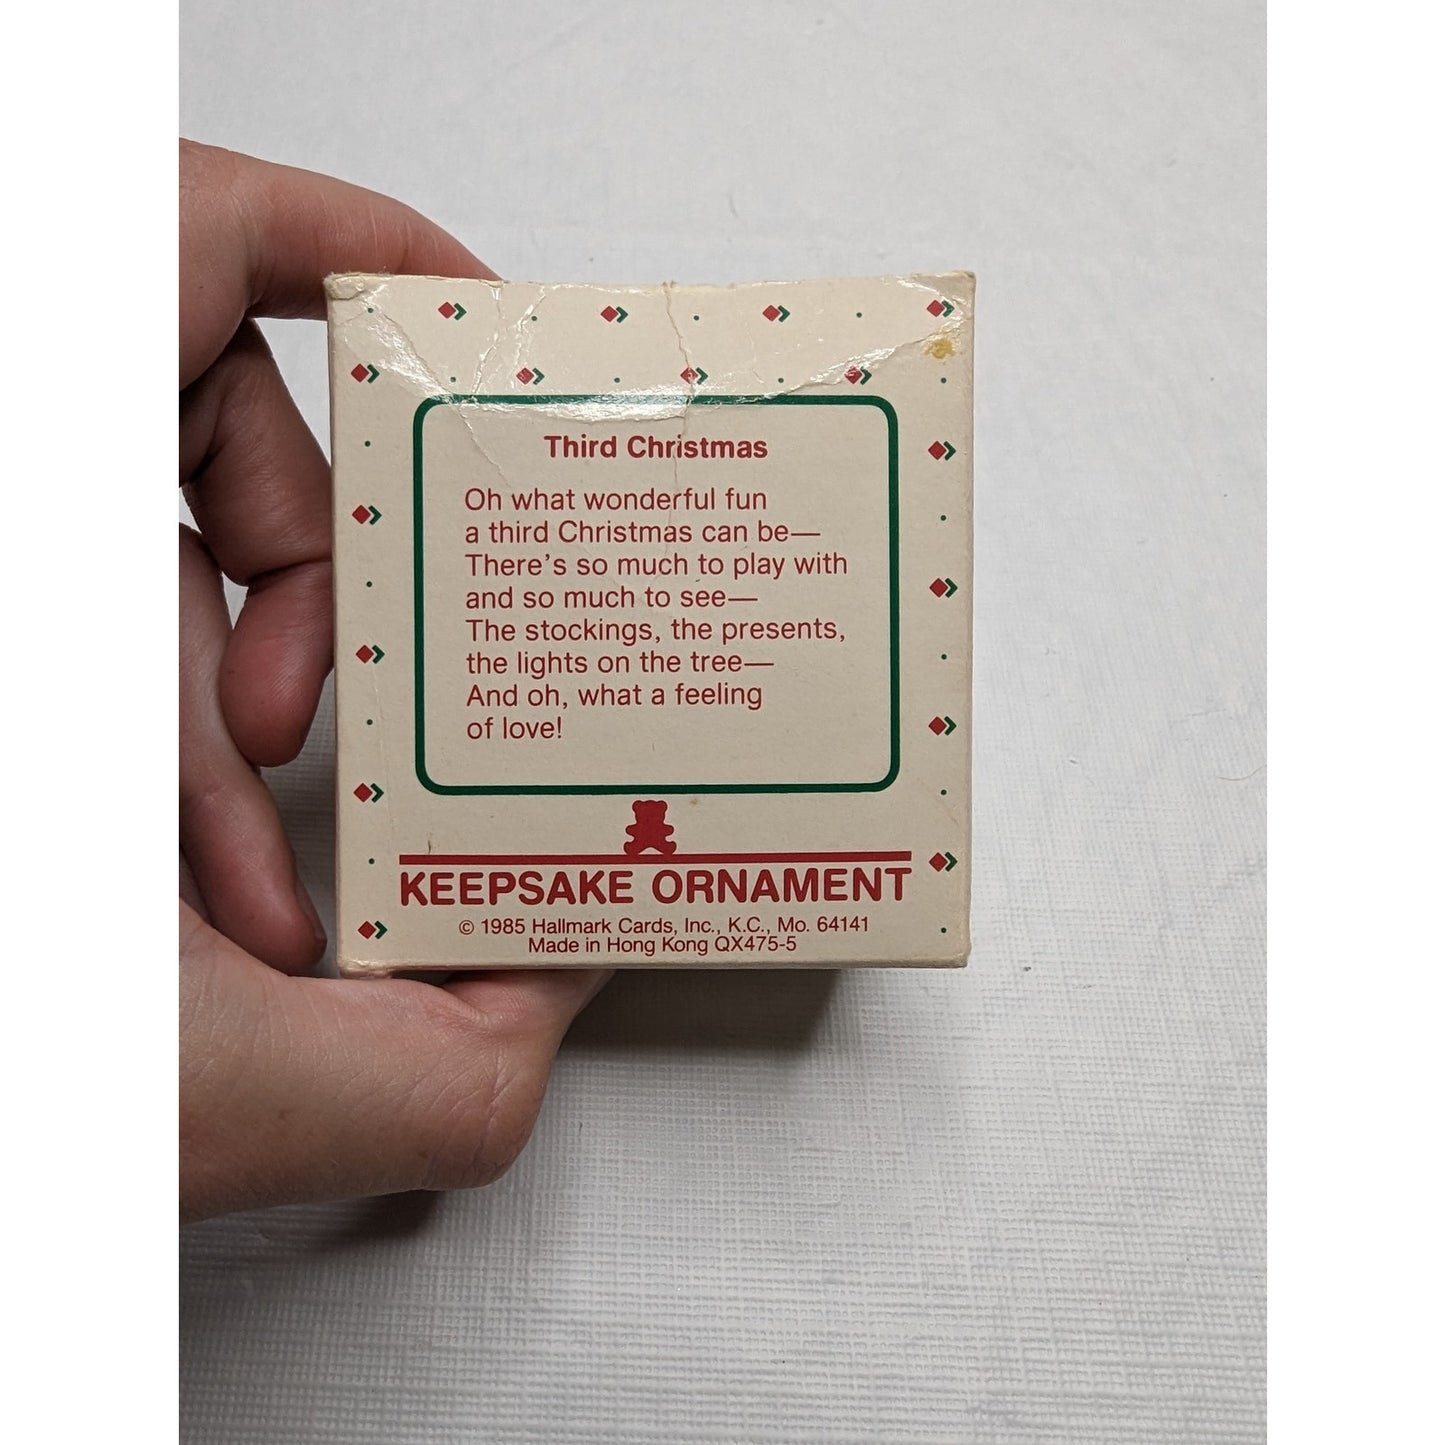 Third Christmas
Oh what wonderful fun
a third Christmas can be—
There's so much to play with
and so much to see—
The stockings, the presents,
the lights on the tree—
And oh, what a feeling
of love!
KEEPSAKE ORNAMENT
© 1985 Hallmark Cards, Inc., K.C., Mo. 64141
Made in Hong Kong QX475-5